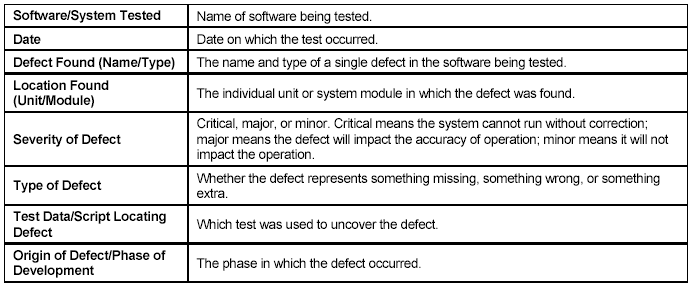 Software/System Tested
Name of software being tested.
Date
Date on which the test occurred.
Defect Found (Name/Type)
The name and type of a single defect in the software being tested.
Location Found
(Unit/Module)
The individual unit or system module in which the defect was found.
Severity of Defect
Critical, major, or minor. Critical means the system cannot run without correction;
major means the defect will impact the accuracy of operation; minor means it will not
impact the operation.
Type of Defect
Whether the defect represents something missing, something wrong, or something
extra.
Test Data/Script Locating
Defect
Which test was used to uncover the defect.
Origin of Defect/Phase of
Development
The phase in which the defect occurred.